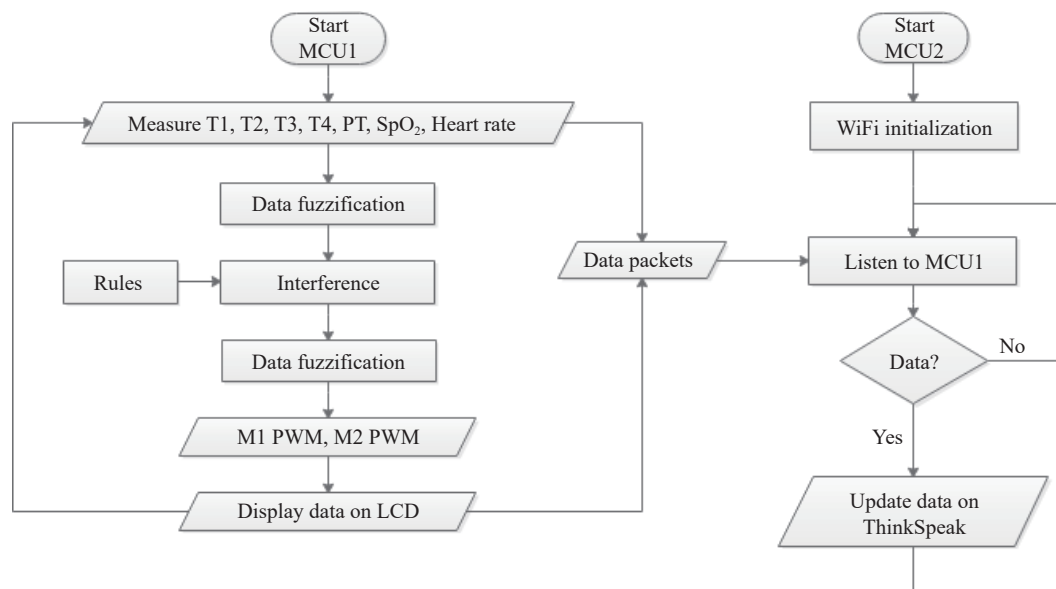 Start
MCU1
Measure T1, T2, T3, T4, PT, SpO₂, Heart rate
Data fuzzification
Rules
Interference
Data fuzzification
M1 PWM, M2 PWM
Display data on LCD
Data packets
Start
MCU2
WiFi initialization
Listen to MCU1
Data?
No
Yes
Update data on
ThinkSpeak